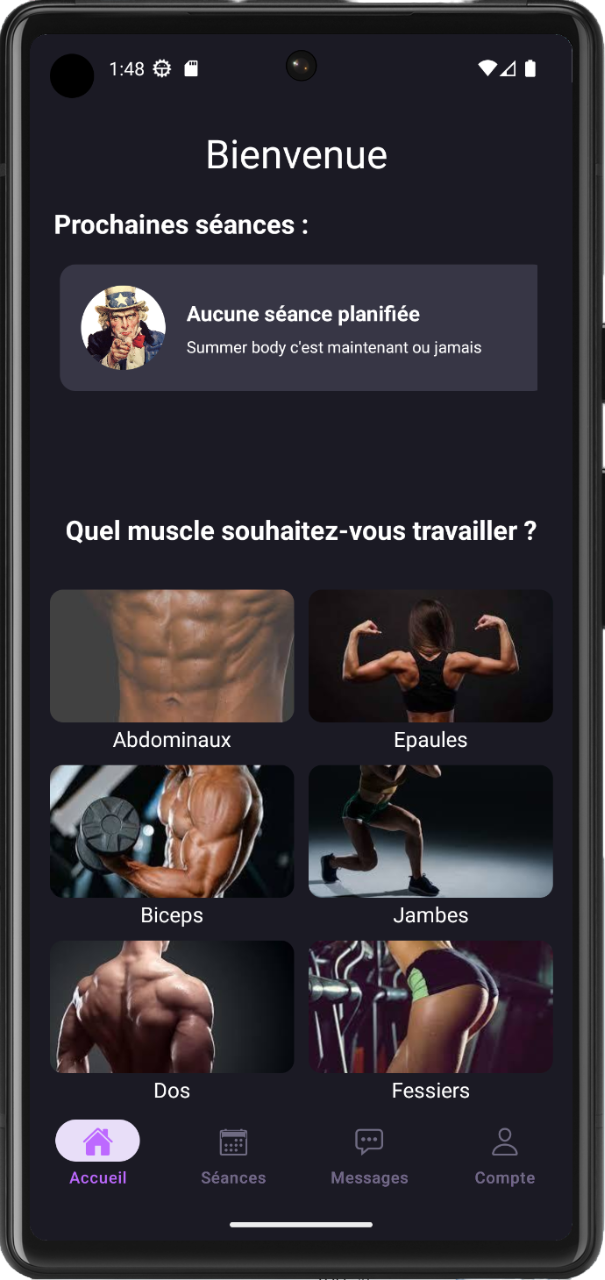 1:48
Bienvenue
Prochaines séances :
Aucune séance planifiée
Summer body c'est maintenant ou jamais
Quel muscle souhaitez-vous travailler ?
Abdominaux
Epaules
Biceps
Jambes
Dos
Fessiers
Accueil
Séances
Messages
Compte